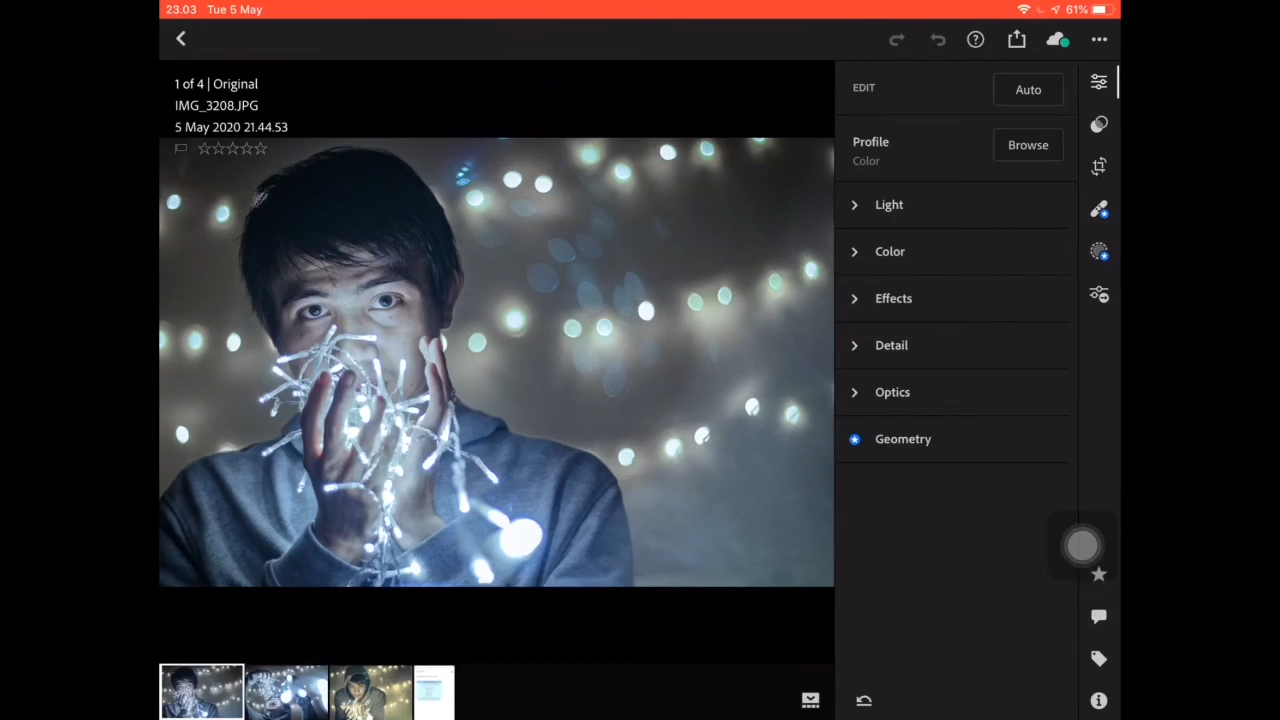 23.03 Tue 5 May
61%
1 of 4 | Original
IMG_3208.JPG
5 May 2020 21.44.53
EDIT
Auto
Profile
Color
Browse
Light
Color
Effects
Detail
Optics
Geometry